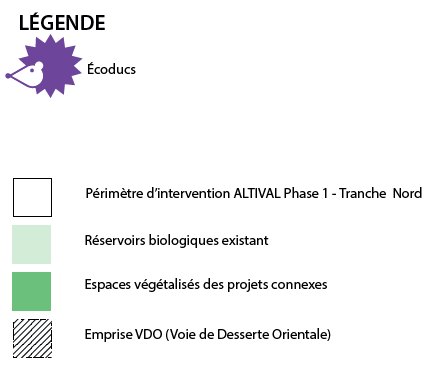 LÉGENDE
Écoducs
Périmètre d'intervention ALTIVAL Phase 1 - Tranche Nord
Réservoirs biologiques existant
Espaces végétalisés des projets connexes
Emprise VDO (Voie de Desserte Orientale)